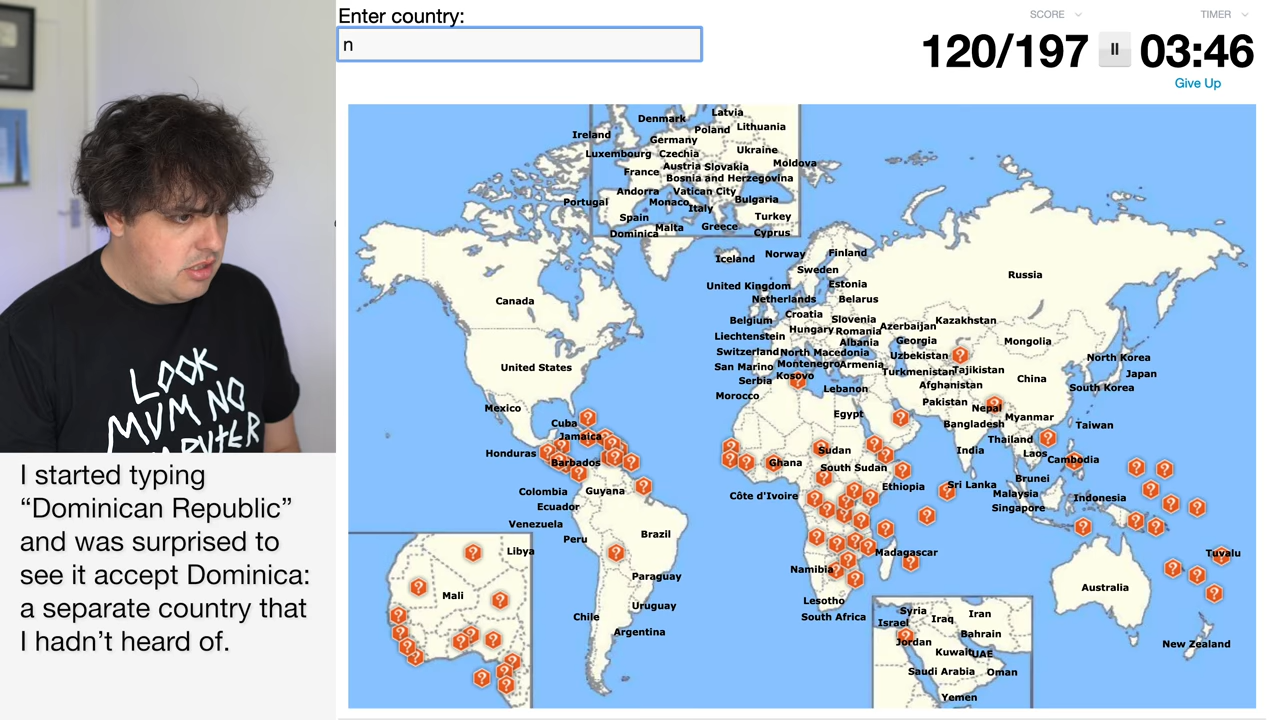 Enter country:
n
SCORE
TIMER
120/197
03:46
Give Up
LOOK
MUM NO
COMPUTER
I started typing
“Dominican Republic”
and was surprised to
see it accept Dominica:
a separate country that
I hadn’t heard of.
Latvia
Denmark
Poland
Lithuania
Ireland
Germany
Luxembourg
Czechia
Ukraine
Austria
Slovakia
Moldova
France
Bosnia and Herzegovina
Andorra
Vatican City
Portugal
Monaco
Italy
Bulgaria
Spain
Turkey
Dominica
Malta
Greece
Cyprus
Iceland
Norway
Finland
Sweden
Russia
United Kingdom
Estonia
Netherlands
Belarus
Canada
Croatia
Belgium
Slovenia
Azerbaijan
Kazakhstan
Hungary
Romania
Liechtenstein
Albania
Georgia
Mongolia
Switzerland
North Macedonia
Uzbekistan
North Korea
San Marino
Montenegro
Armenia
Turkmenistan
Tajikistan
Japan
United States
Serbia
Kosovo
Lebanon
Afghanistan
China
South Korea
Morocco
Pakistan
Nepal
Mexico
Egypt
Myanmar
Cuba
Bangladesh
Taiwan
Jamaica
Thailand
Honduras
Barbados
Ghana
Sudan
India
Laos
Cambodia
South Sudan
Colombia
Guyana
Côte d'Ivoire
Ethiopia
Sri Lanka
Brunei
Malaysia
Indonesia
Ecuador
Singapore
Venezuela
Peru
Brazil
Libya
Madagascar
Tuvalu
Namibia
Paraguay
Australia
Mali
Uruguay
Lesotho
Chile
South Africa
Argentina
Syria
Iran
Israel
Iraq
Jordan
Bahrain
Kuwait
UAE
Saudi Arabia
Oman
Yemen
New Zealand